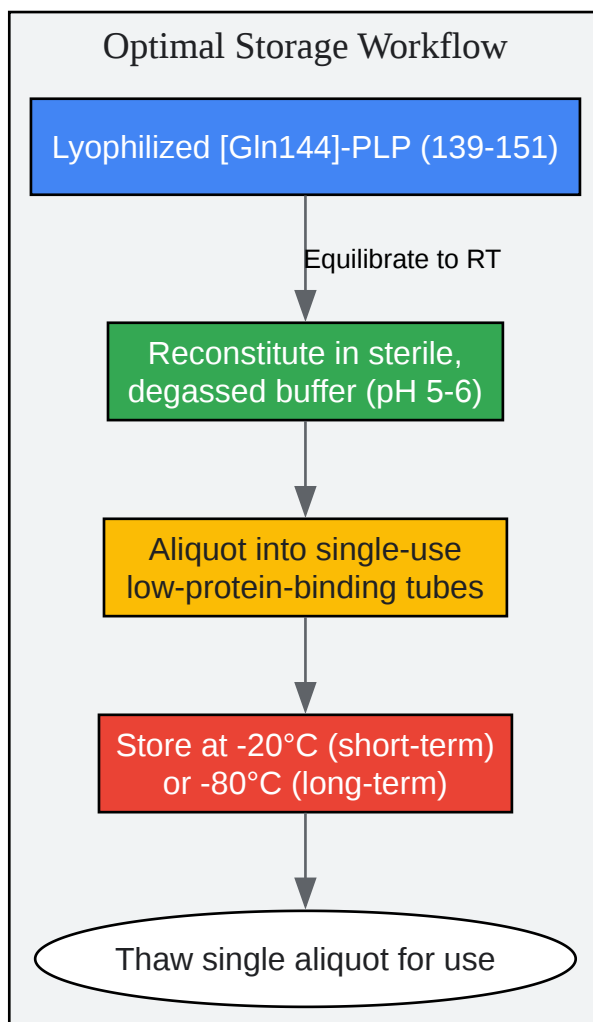 Optimal Storage Workflow
Lyophilized [Gln144]-PLP (139-151)
Equilibrate to RT
Reconstitute in sterile,
degassed buffer (pH 5-6)
Aliquot into single-use
low-protein-binding tubes
Store at -20°C (short-term)
or -80°C (long-term)
Thaw single aliquot for use